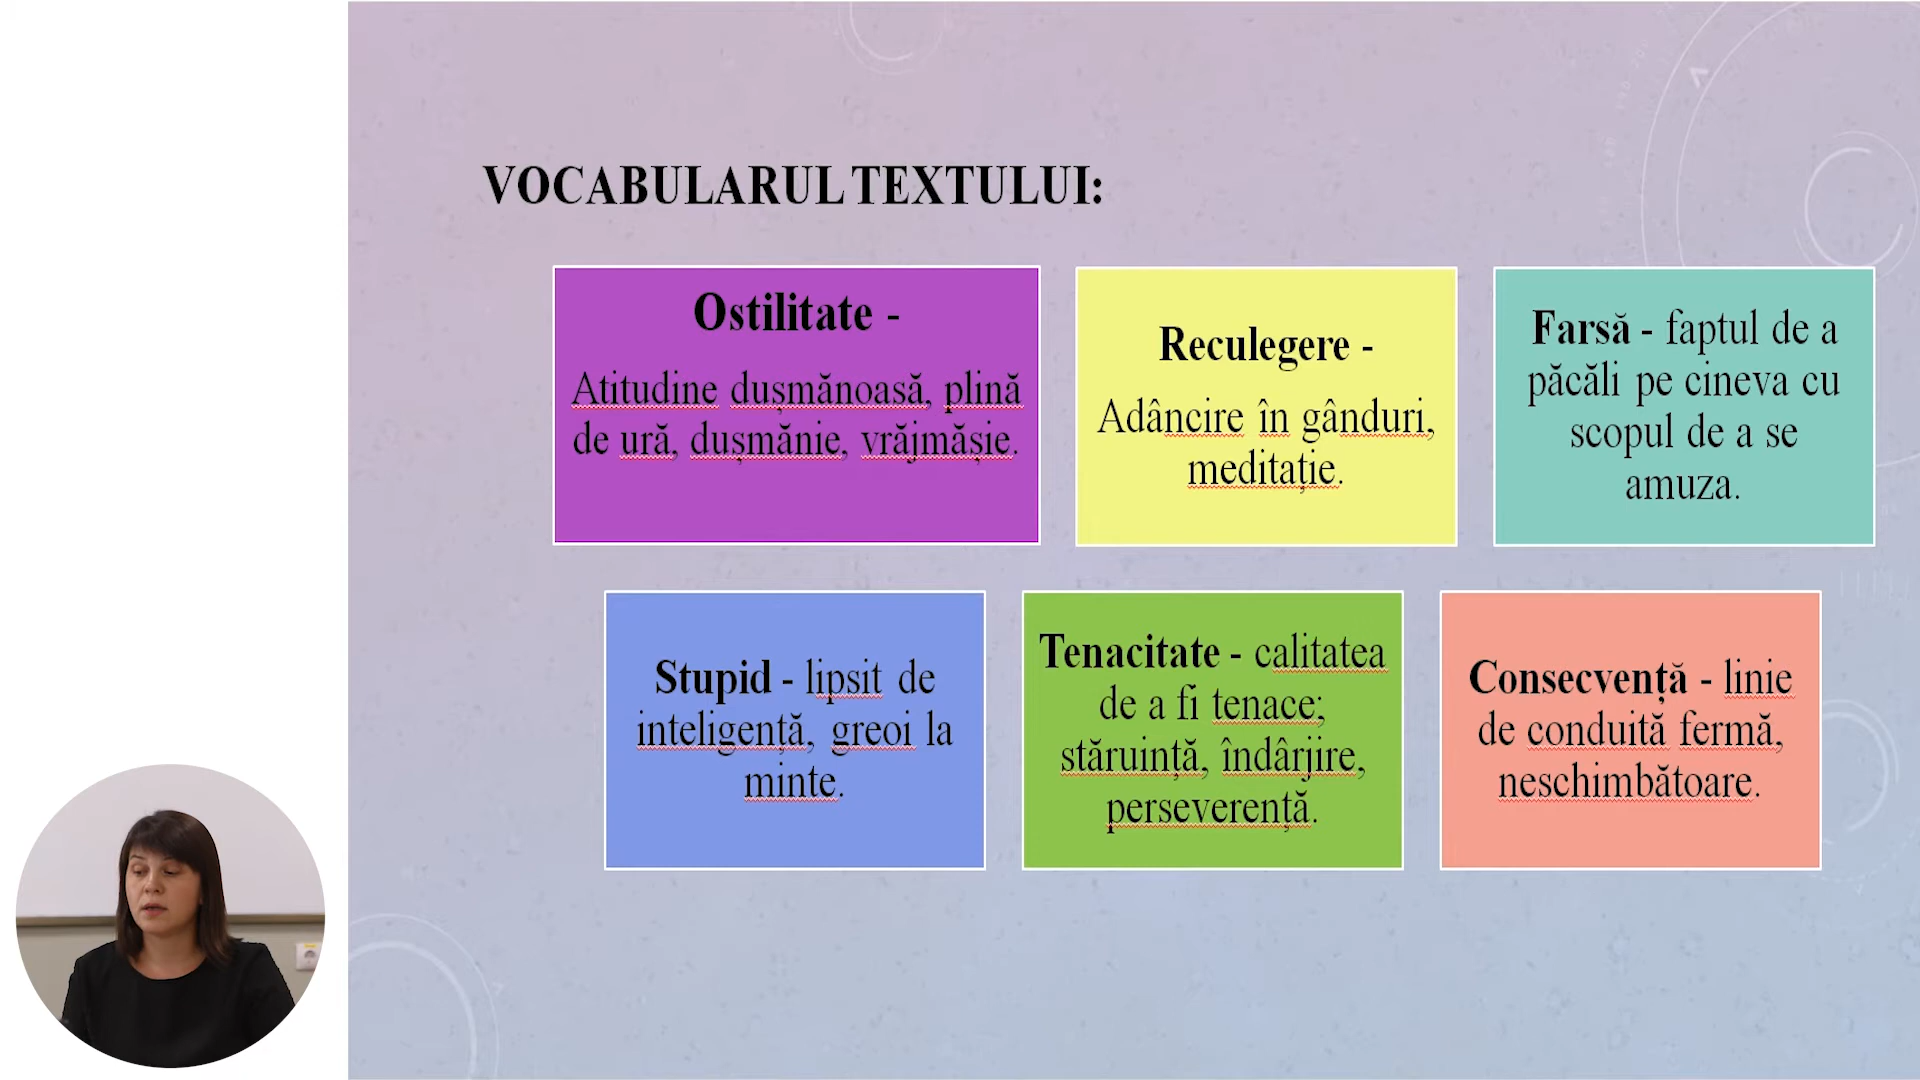 VOCABULARUL TEXTULUI:
Ostilitate -
Atitudine dușmănoasă, plină
de ură, dușmănie, vrăjmășie.
Reculegere -
Adâncire în gânduri,
meditație.
Farsă - faptul de a
păcăli pe cineva cu
scopul de a se
amuza.
Stupid - lipsit de
inteligență, greoi la
minte.
Tenacitate - calitatea
de a fi tenace;
stăruință, îndârjire,
perseverență.
Consecvență - linie
de conduită fermă,
neschimbătoare.